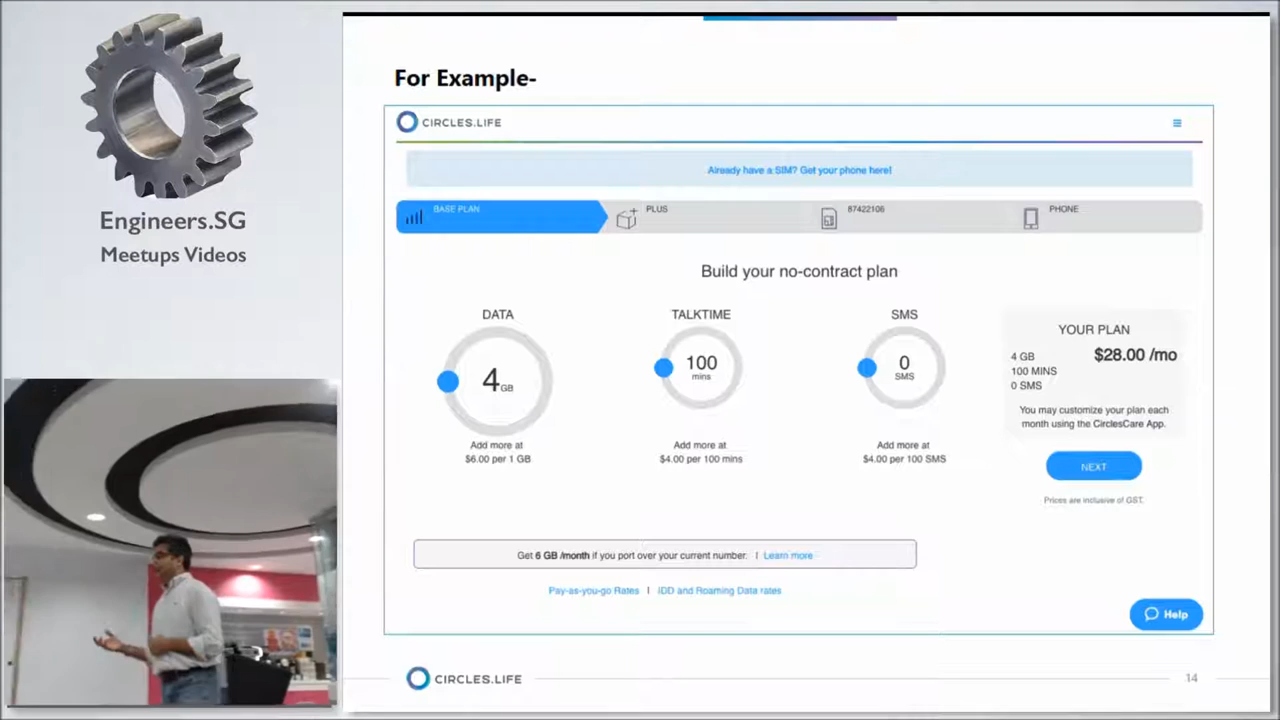 Engineers.SG
Meetups Videos
For Example-
CIRCLES.LIFE
Already have a SIM? Get your phone here!
BASE PLAN
PLUS
87422106
PHONE
Build your no-contract plan
DATA
4GB
Add more at
$6.00 per 1 GB
TALKTIME
100
mins
Add more at
$4.00 per 100 mins
SMS
0
SMS
Add more at
$4.00 per 100 SMS
YOUR PLAN
$28.00 /mo
4 GB
100 MINS
0 SMS
You may customize your plan each
month using the CirclesCare App.
NEXT
Prices are inclusive of GST.
Get 6 GB/month if you port over your current number. | Learn more
Pay-as-you-go Rates | IDD and Roaming Data rates
Help
CIRCLES.LIFE
14